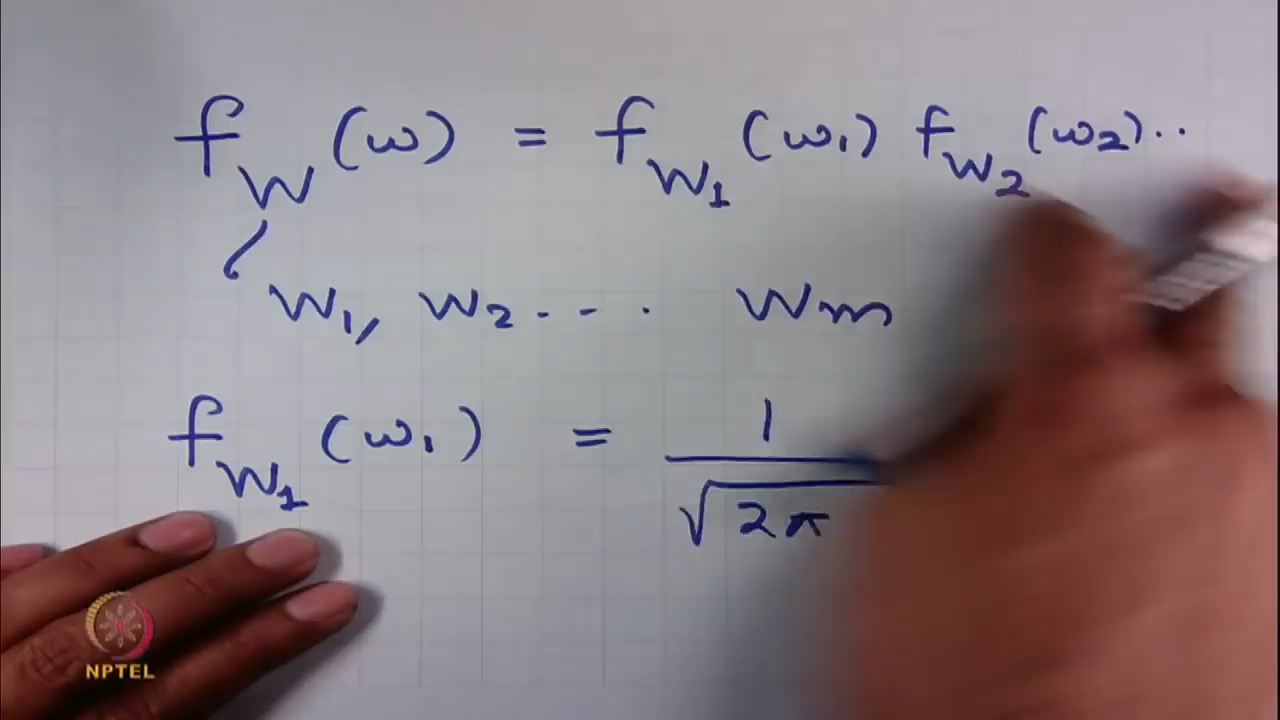 f_W (ω) = f_W1 (ω1) f_W2 (ω2)..
W1, W2 - - - . Wm
f_W1 (ω1) = 1 / √2π
NPTEL